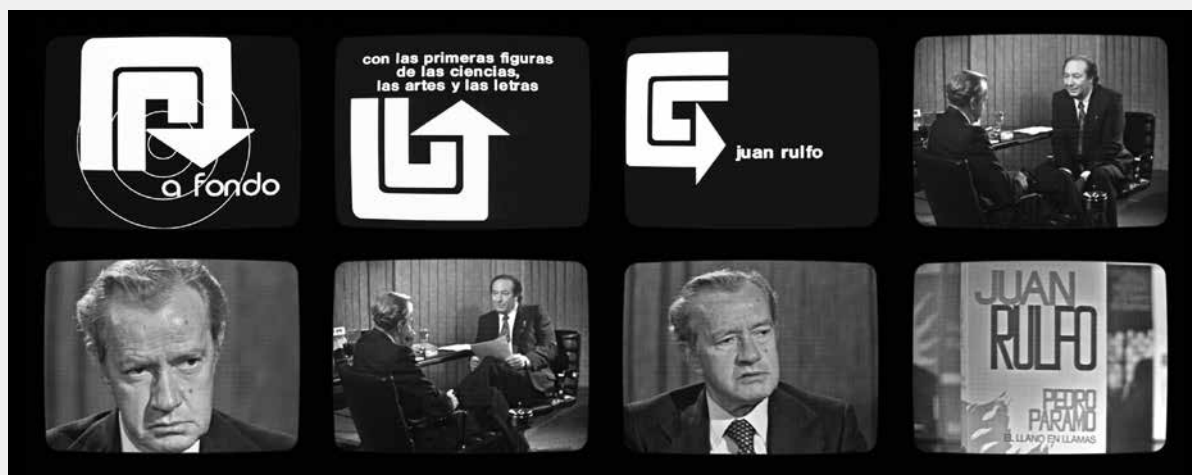 a fondo
con las primeras figuras
de las ciencias,
las artes y las letras
juan rulfo
JUAN
RULFO
PEDRO
PARAMO
EL LLANO EN LLAMAS